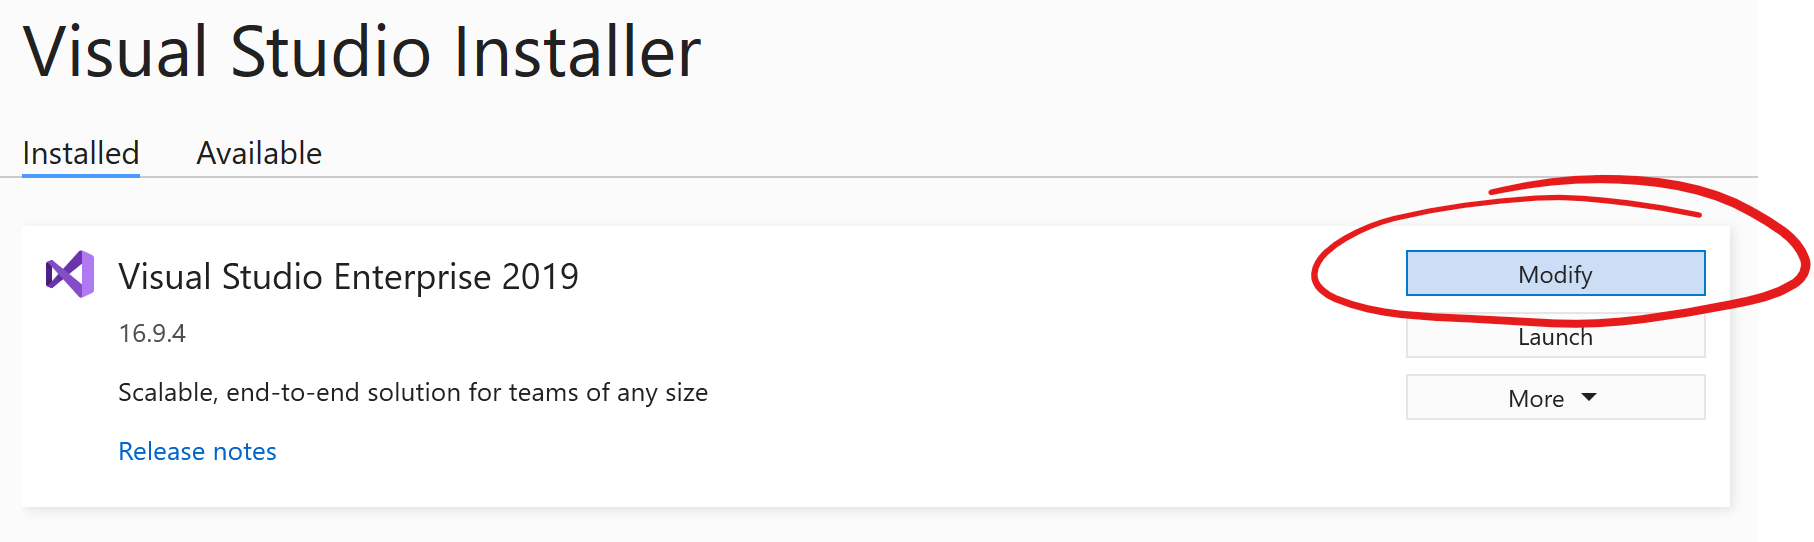 Visual Studio Installer
Installed Available
Visual Studio Enterprise 2019
Modify
16.9.4
Launch
Scalable, end-to-end solution for teams of any size
More
Release notes